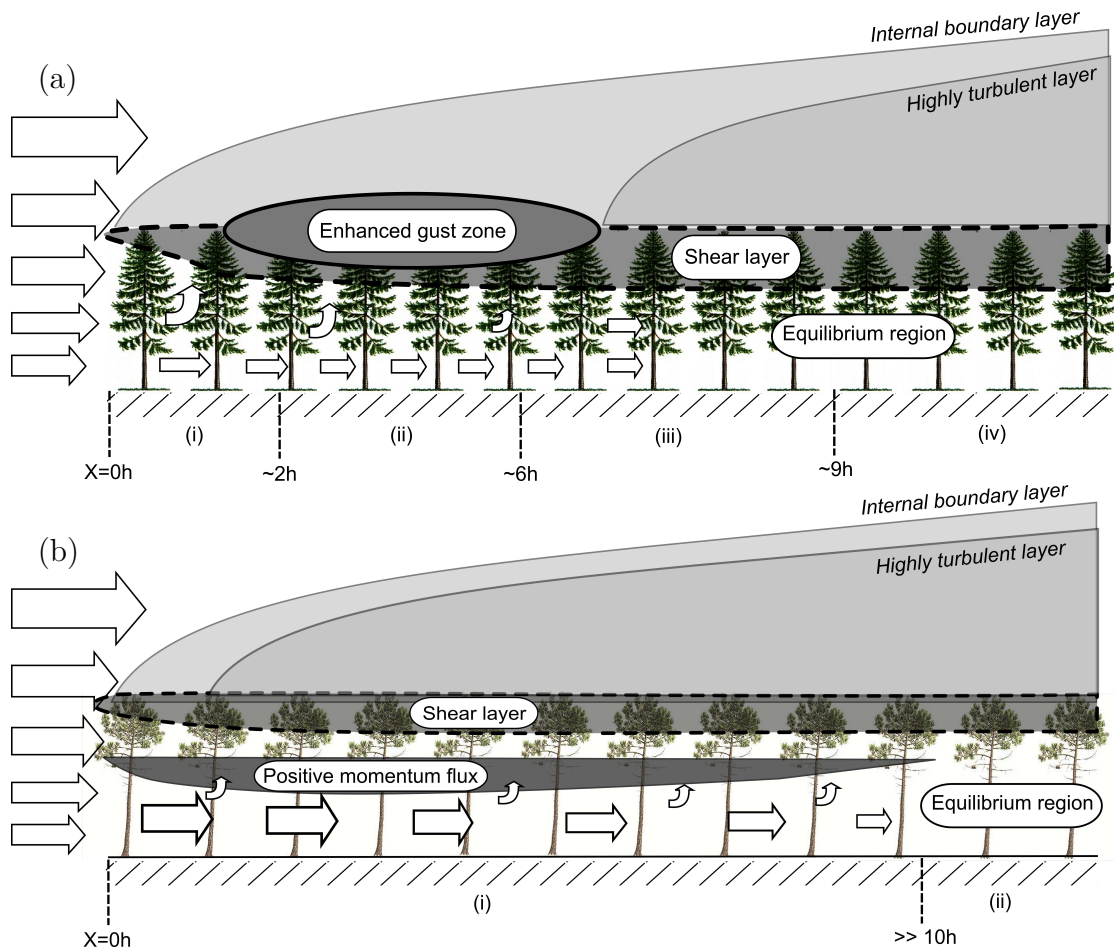 Internal boundary layer
(a)
Highly turbulent layer
Enhanced gust zone
Shear layer
Equilibrium region
(i)
(ii)
(iii)
(iv)
X=0h
~2h
~6h
~9h
Internal boundary layer
(b)
Highly turbulent layer
Shear layer
Positive momentum flux
Equilibrium region
(i)
(ii)
X=0h
>> 10h